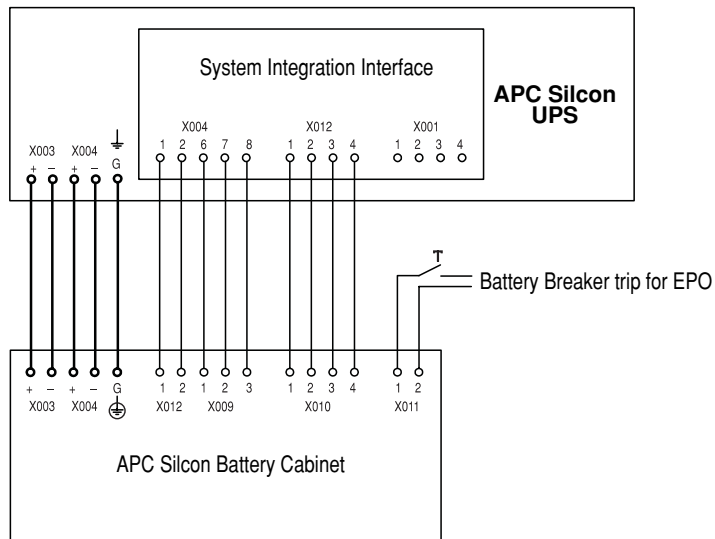 System Integration Interface
APC Silcon
UPS
X004 X012 X001
X003 X004
+ − + − G
1 2 6 7 8 1 2 3 4 1 2 3 4
Battery Breaker trip for EPO
+ − + − G 1 2 1 2 3 1 2 3 4 1 2
X003 X004 X012 X009 X010 X011
APC Silcon Battery Cabinet